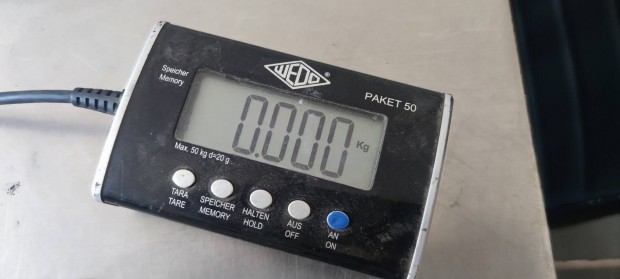 WEDO®
Speicher
Memory
PAKET 50
0.000 Kg
Max. 50 kg d=20 g
TARA
TARE
SPEICHER
MEMORY
HALTEN
HOLD
AUS
OFF
AN
ON